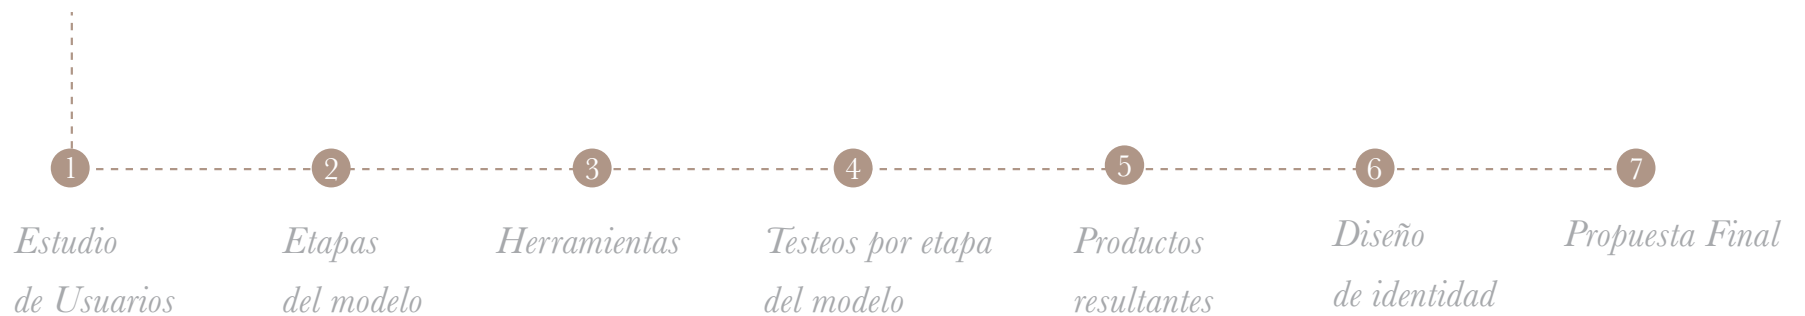 1
Estudio
de Usuarios
2
Etapas
del modelo
3
Herramientas
4
Testeos por etapa
del modelo
5
Productos
resultantes
6
Diseño
de identidad
7
Propuesta Final